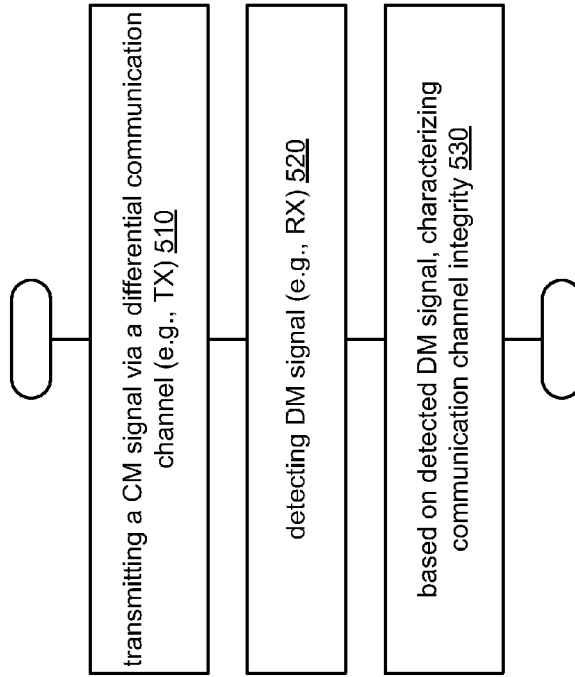 transmitting a CM signal via a differential communication
channel (e.g., TX) 510
detecting DM signal (e.g., RX) 520
based on detected DM signal, characterizing
communication channel integrity 530